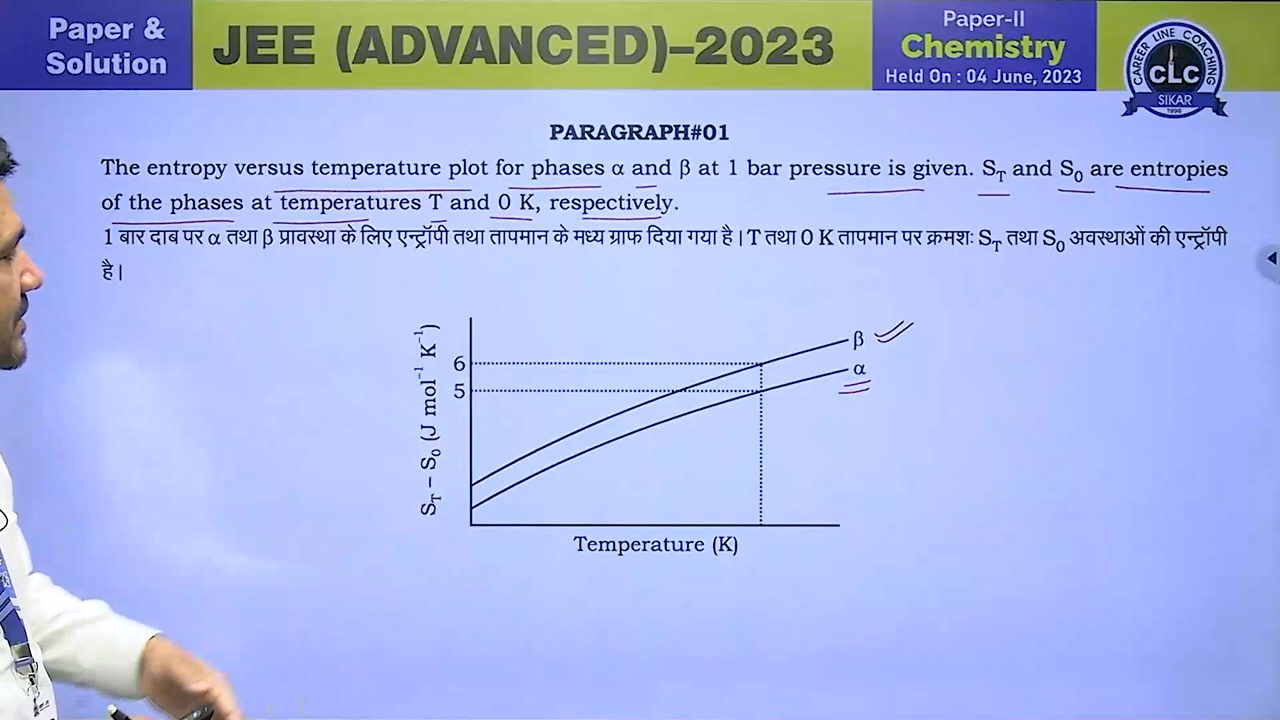 Paper &
Solution
JEE (ADVANCED)–2023
Paper-II
Chemistry
Held On : 04 June, 2023
CAREER LINE COACHING
CLC
SIKAR
1996
PARAGRAPH#01
The entropy versus temperature plot for phases α and β at 1 bar pressure is given. S_T and S_0 are entropies
of the phases at temperatures T and 0 K, respectively.
1 बार दाब पर α तथा β प्रावस्था के लिए एन्ट्रॉपी तथा तापमान के मध्य ग्राफ दिया गया है। T तथा 0 K तापमान पर क्रमशः S_T तथा S_0 अवस्थाओं की एन्ट्रॉपी
है।
S_T – S_0 (J mol⁻¹ K⁻¹)
6
5
β
α
Temperature (K)